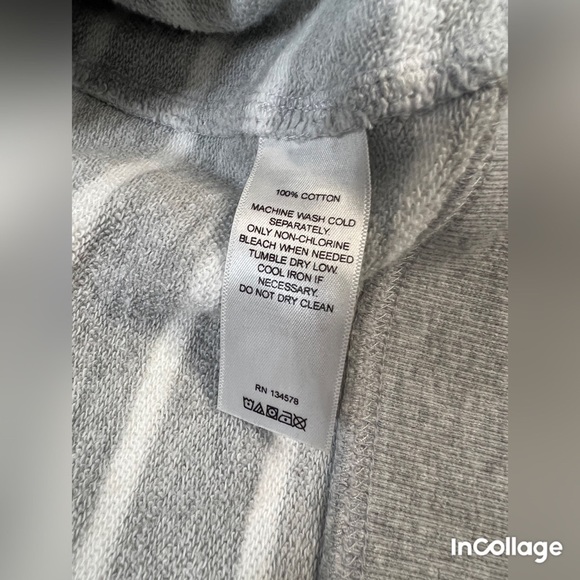 100% COTTON
MACHINE WASH COLD
SEPARATELY.
ONLY NON-CHLORINE
BLEACH WHEN NEEDED
TUMBLE DRY LOW.
COOL IRON IF
NECESSARY.
DO NOT DRY CLEAN
RN 134578
InCollage